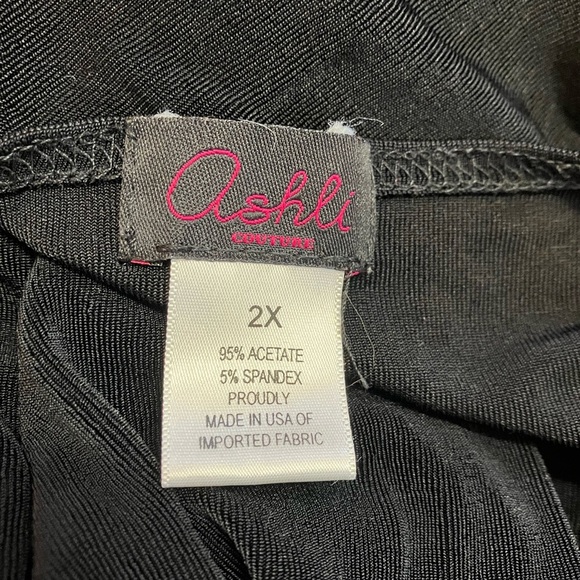 ashli
COUTURE
2X
95% ACETATE
5% SPANDEX
PROUDLY
MADE IN USA OF
IMPORTED FABRIC